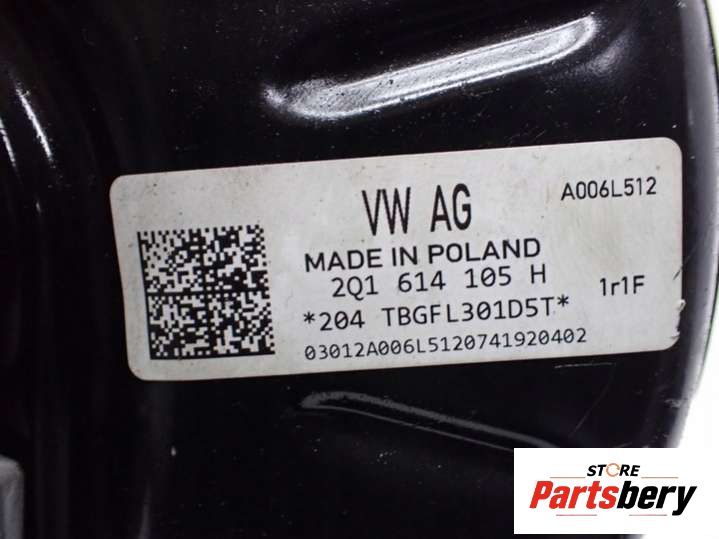 VW AG
A006L512
MADE IN POLAND
2Q1 614 105 H
1r1F
*204 TBGFL301D5T*
03012A006L5120741920402
STORE
Partsbery